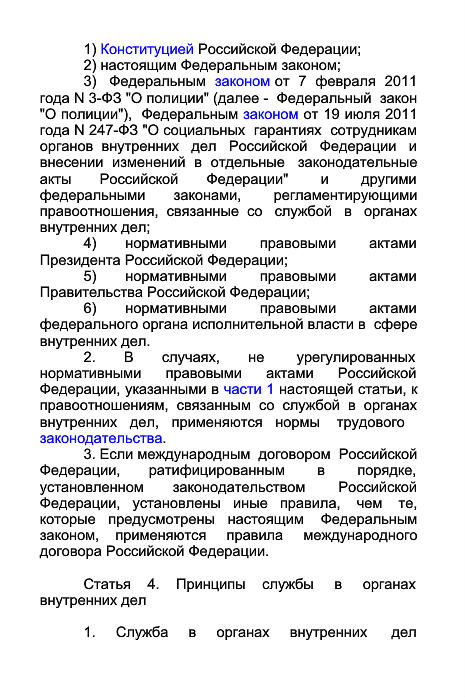 1) Конституцией Российской Федерации;
2) настоящим Федеральным законом;
3) Федеральным законом от 7 февраля 2011
года N 3-ФЗ "О полиции" (далее - Федеральный закон
"О полиции"), Федеральным законом от 19 июля 2011
года N 247-ФЗ "О социальных гарантиях сотрудникам
органов внутренних дел Российской Федерации и
внесении изменений в отдельные законодательные
акты Российской Федерации" и другими
федеральными законами, регламентирующими
правоотношения, связанные со службой в органах
внутренних дел;
4) нормативными правовыми актами
Президента Российской Федерации;
5) нормативными правовыми актами
Правительства Российской Федерации;
6) нормативными правовыми актами
федерального органа исполнительной власти в сфере
внутренних дел.
2. В случаях, не урегулированных
нормативными правовыми актами Российской
Федерации, указанными в части 1 настоящей статьи, к
правоотношениям, связанным со службой в органах
внутренних дел, применяются нормы трудового
законодательства.
3. Если международным договором Российской
Федерации, ратифицированным в порядке,
установленном законодательством Российской
Федерации, установлены иные правила, чем те,
которые предусмотрены настоящим Федеральным
законом, применяются правила международного
договора Российской Федерации.
Статья 4. Принципы службы в органах
внутренних дел
1. Служба в органах внутренних дел